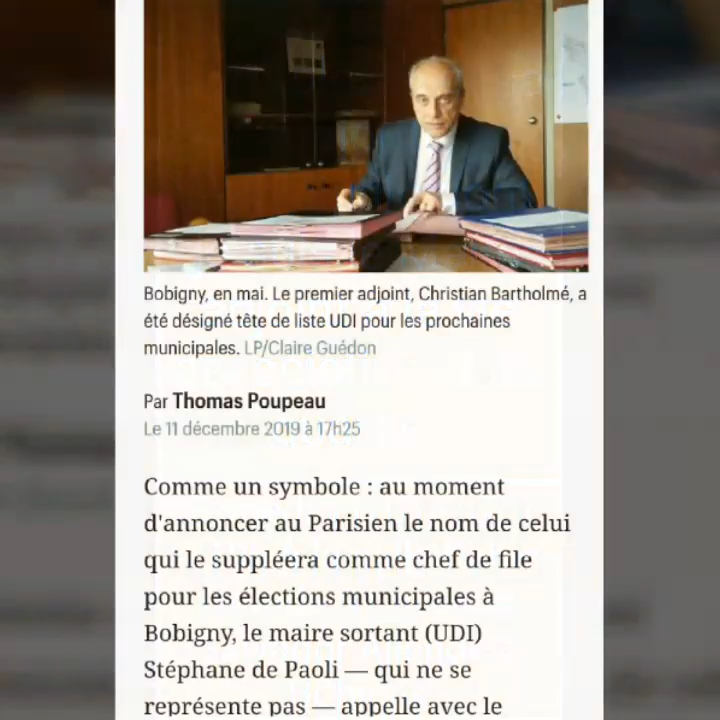 Bobigny, en mai. Le premier adjoint, Christian Bartholmé, a
été désigné tête de liste UDI pour les prochaines
municipales. LP/Claire Guédon
Par Thomas Poupeau
Le 11 décembre 2019 à 17h25
Comme un symbole : au moment
d'annoncer au Parisien le nom de celui
qui le suppléera comme chef de file
pour les élections municipales à
Bobigny, le maire sortant (UDI)
Stéphane de Paoli — qui ne se
représente pas — appelle avec le